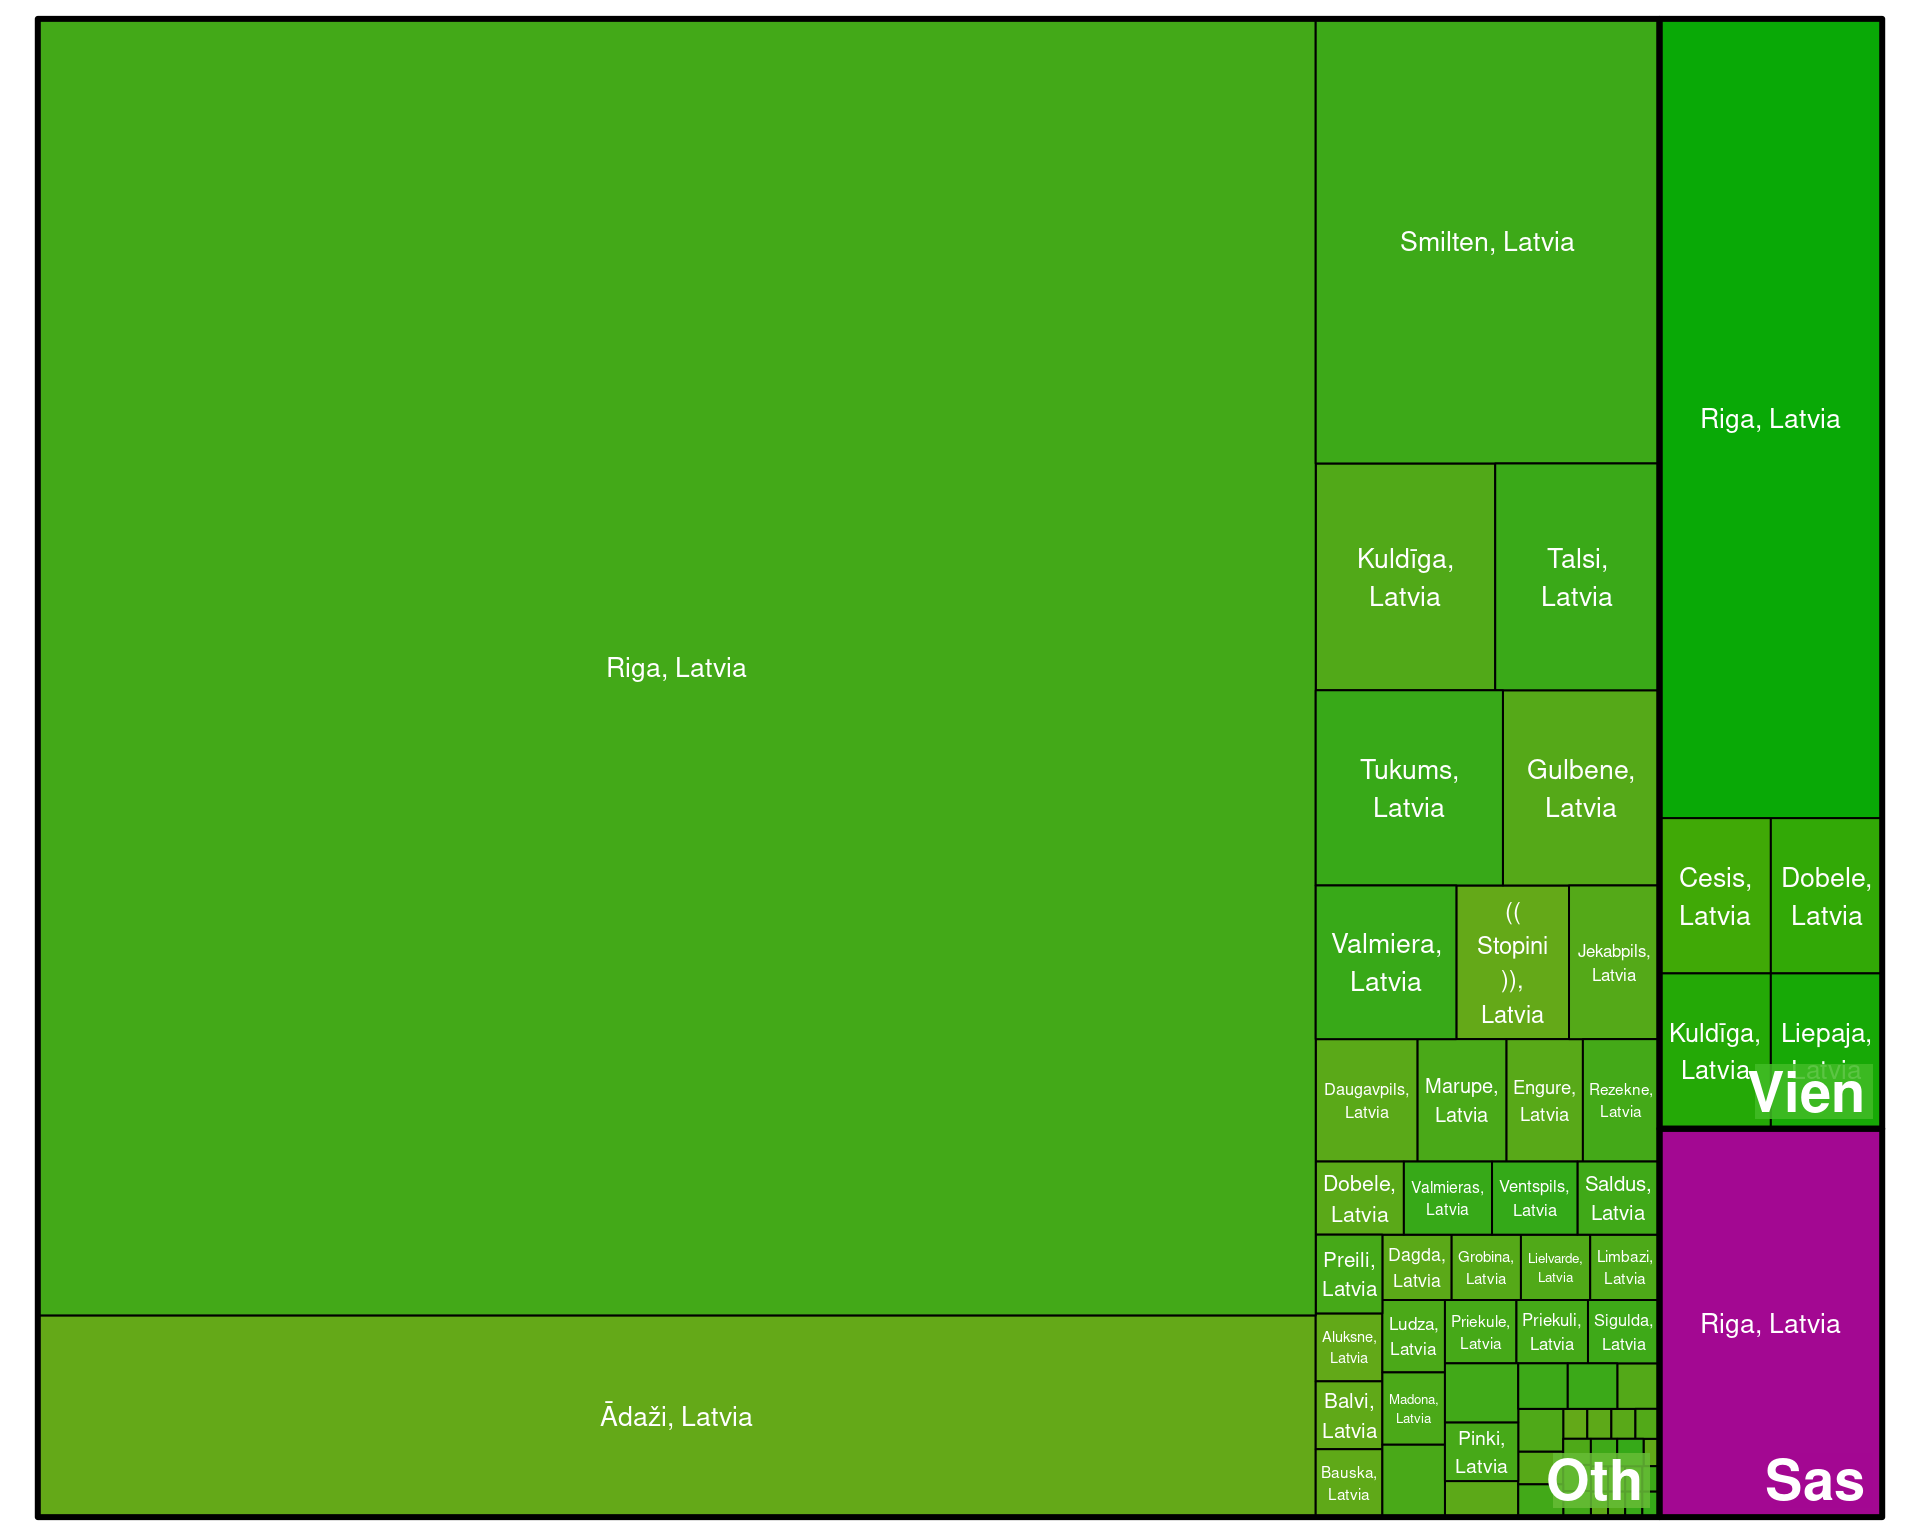 Riga, Latvia
Ādaži, Latvia
Smilten, Latvia
Kuldīga,
Latvia
Talsi,
Latvia
Tukums,
Latvia
Gulbene,
Latvia
Valmiera,
Latvia
((
Stopini
)),
Latvia
Jekabpils,
Latvia
Daugavpils,
Latvia
Marupe,
Latvia
Engure,
Latvia
Rezekne,
Latvia
Dobele,
Latvia
Valmieras,
Latvia
Ventspils,
Latvia
Saldus,
Latvia
Preili,
Latvia
Dagda,
Latvia
Grobina,
Latvia
Lielvarde,
Latvia
Limbazi,
Latvia
Aluksne,
Latvia
Ludza,
Latvia
Priekule,
Latvia
Priekuli,
Latvia
Sigulda,
Latvia
Balvi,
Latvia
Madona,
Latvia
Pinki,
Latvia
Bauska,
Latvia
Oth
Riga, Latvia
Cesis,
Latvia
Dobele,
Latvia
Kuldīga,
Latvia
Liepaja,
Latvia
Vien
Riga, Latvia
Sas